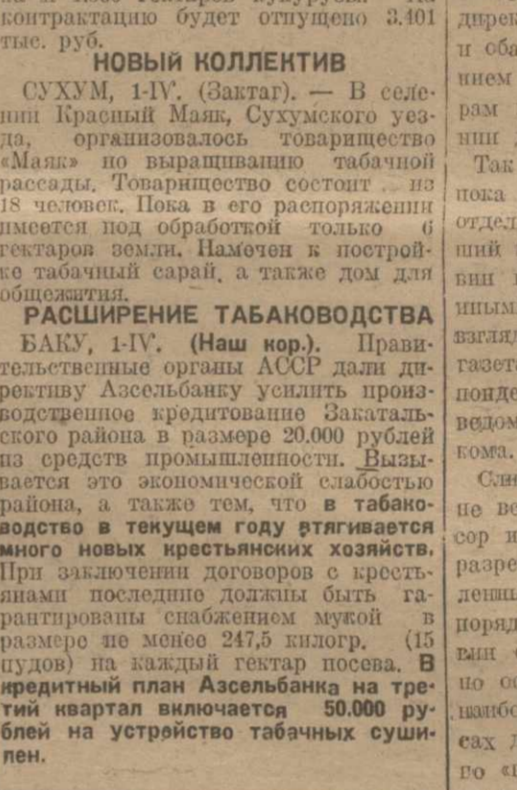 контрактацию будет отпущено 3.401
тыс. руб.
НОВЫЙ КОЛЛЕКТИВ
СУХУМ, 1-IV. (Зактаг). — В селе-
нии Красный Маяк, Сухумского уез-
да, организовалось товарищество
«Маяк» по выращиванию табачной
рассады. Товарищество состоит из
18 человек. Пока в его распоряжении
имеется под обработкой только 6
гектаров земли. Намечен к построй-
ке табачный сарай, а также дом для
общежития.
РАСШИРЕНИЕ ТАБАКОВОДСТВА
БАКУ, 1-IV. (Наш кор.). Прави-
тельственные органы АССР дали ди-
рективу Азсельбанку усилить произ-
водственное кредитование Закаталь-
ского района в размере 20.000 рублей
из средств промышленности. Вызы-
вается это экономической слабостью
района, а также тем, что в табако-
водство в текущем году втягивается
много новых крестьянских хозяйств.
При заключении договоров с кресть-
янами последние должны быть га-
рантированы снабжением мукой в
размере не менее 247,5 килогр. (15
пудов) на каждый гектар посева. В
кредитный план Азсельбанка на тре-
тий квартал включается 50.000 ру-
блей на устройство табачных суши-
лен.